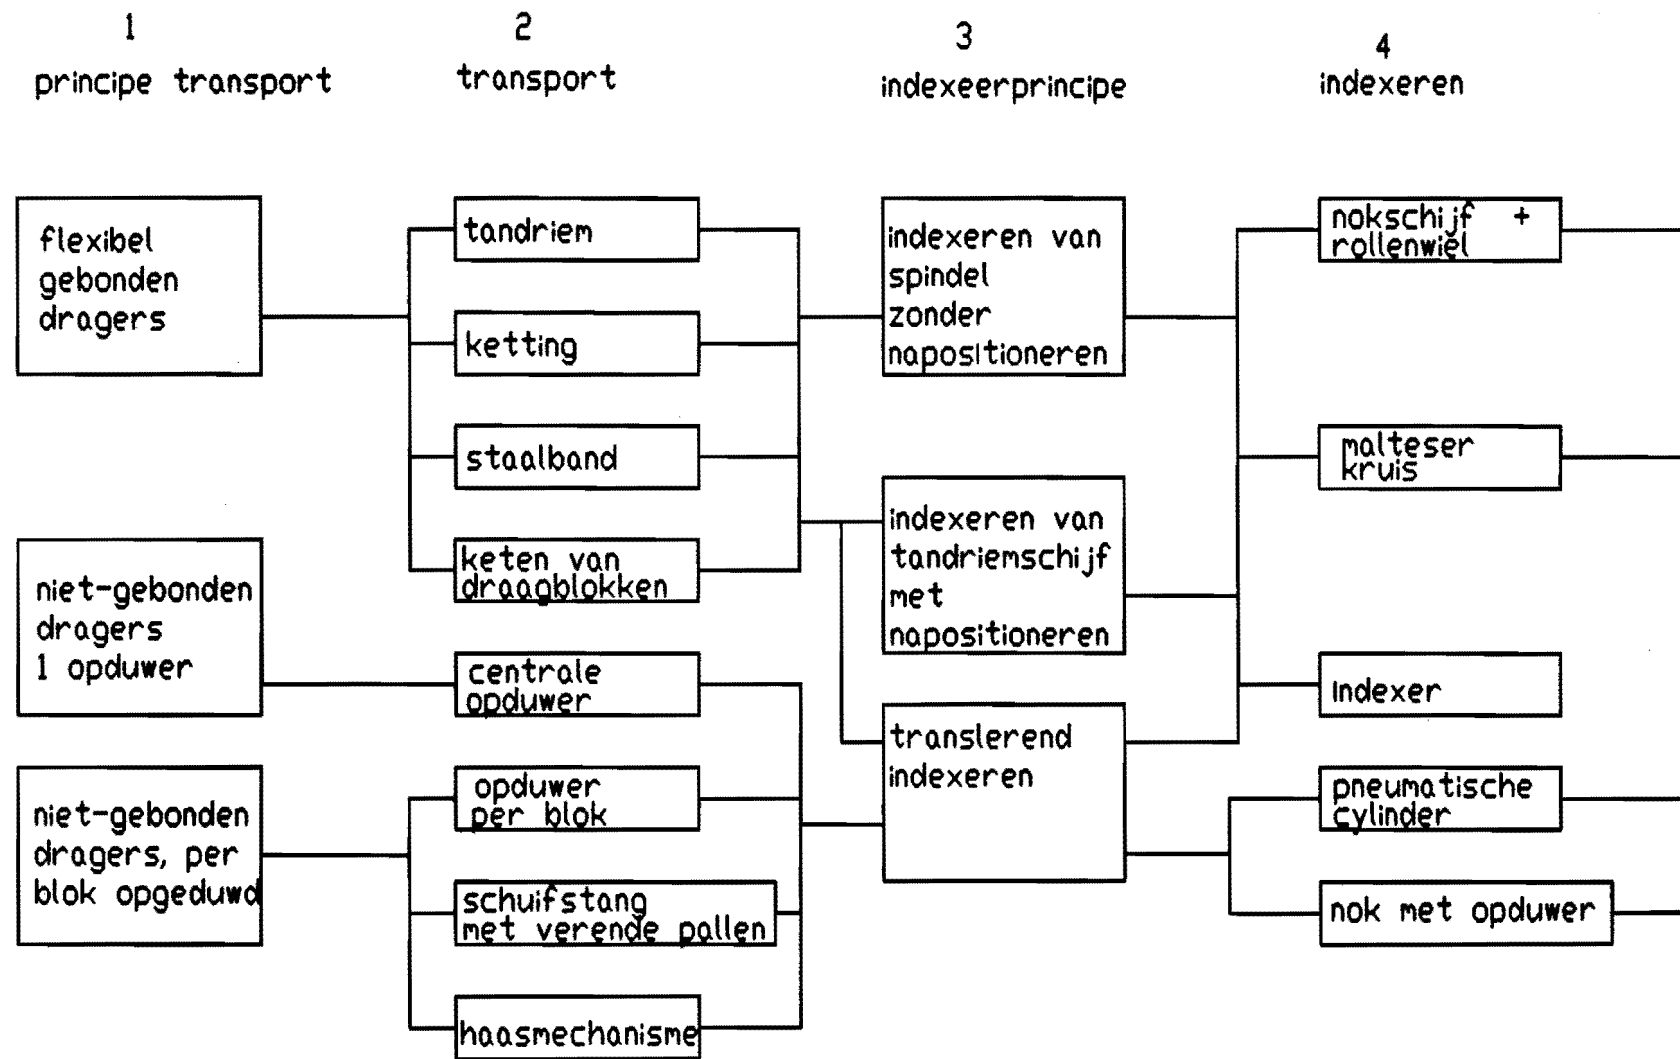 1
principe transport
2
transport
3
indexeerprincipe
4
indexeren
flexibel
gebonden
dragers
niet-gebonden
dragers
1 opduwer
niet-gebonden
dragers, per
blok opgeduwd
tandriem
ketting
staalband
keten van
draagblokken
centrale
opduwer
opduwer
per blok
schuifstang
met verende pallen
haasmechanisme
indexeren van
spindel
zonder
napositioneren
indexeren van
tandriemschijf
met
napositioneren
translerend
indexeren
nokschijf +
rollenwiel
malteser
kruis
indexer
pneumatische
cylinder
nok met opduwer